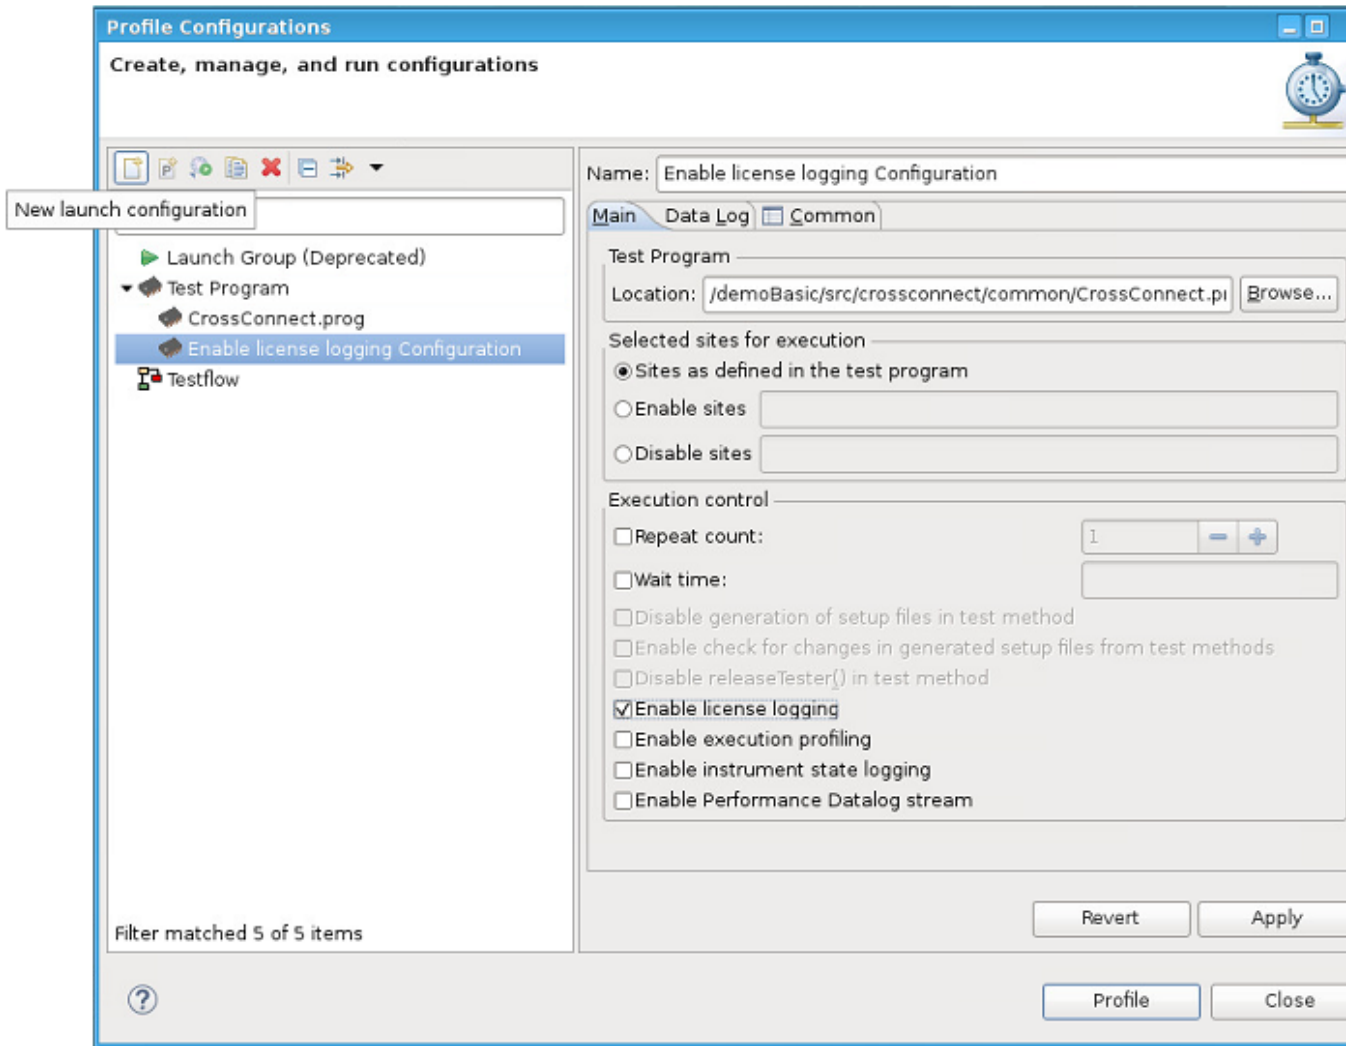 Profile Configurations
Create, manage, and run configurations
New launch configuration
Launch Group (Deprecated)
Test Program
CrossConnect.prog
Enable license logging Configuration
Testflow
Filter matched 5 of 5 items
Name: Enable license logging Configuration
Main Data Log Common
Test Program
Location: /demoBasic/src/crossconnect/common/CrossConnect.pr Browse...
Selected sites for execution
Sites as defined in the test program
Enable sites
Disable sites
Execution control
Repeat count: 1
Wait time:
Disable generation of setup files in test method
Enable check for changes in generated setup files from test methods
Disable releaseTester() in test method
Enable license logging
Enable execution profiling
Enable instrument state logging
Enable Performance Datalog stream
Revert Apply
Profile Close